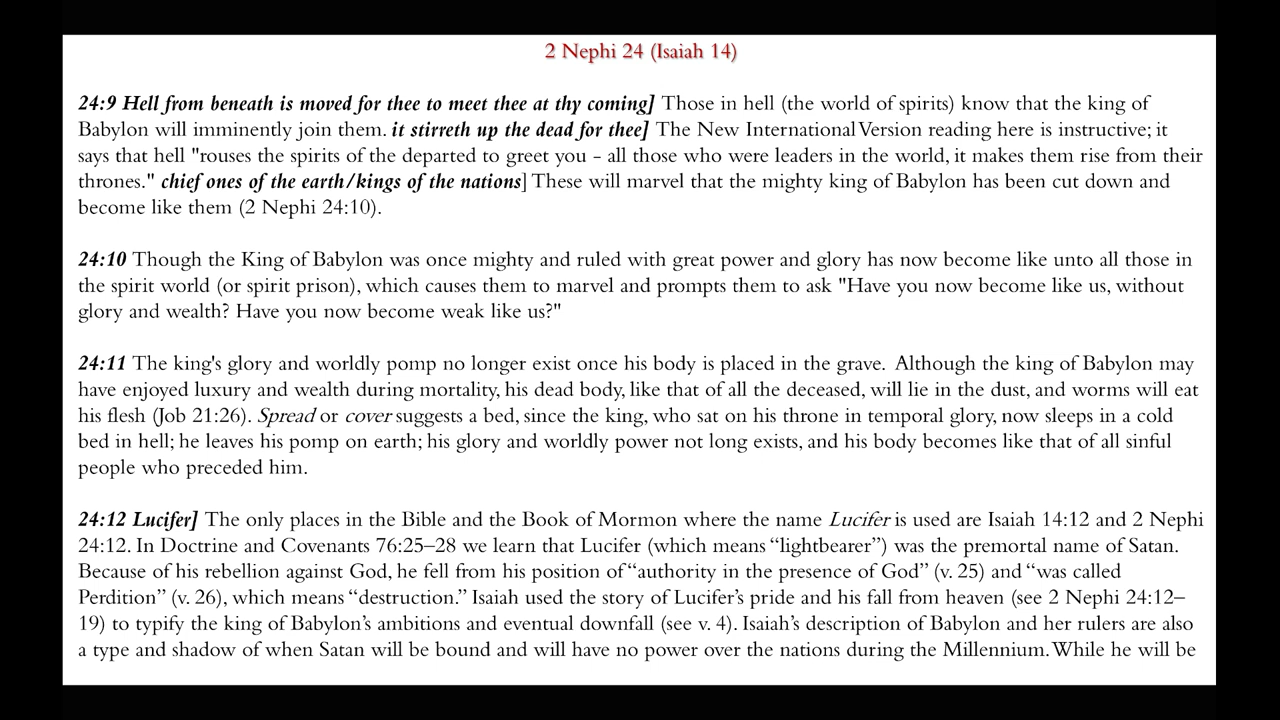 2 Nephi 24 (Isaiah 14)
24:9 Hell from beneath is moved for thee to meet thee at thy coming] Those in hell (the world of spirits) know that the king of
Babylon will imminently join them. it stirreth up the dead for thee] The New International Version reading here is instructive; it
says that hell "rouses the spirits of the departed to greet you - all those who were leaders in the world, it makes them rise from their
thrones." chief ones of the earth/kings of the nations] These will marvel that the mighty king of Babylon has been cut down and
become like them (2 Nephi 24:10).
24:10 Though the King of Babylon was once mighty and ruled with great power and glory has now become like unto all those in
the spirit world (or spirit prison), which causes them to marvel and prompts them to ask "Have you now become like us, without
glory and wealth? Have you now become weak like us?"
24:11 The king's glory and worldly pomp no longer exist once his body is placed in the grave. Although the king of Babylon may
have enjoyed luxury and wealth during mortality, his dead body, like that of all the deceased, will lie in the dust, and worms will eat
his flesh (Job 21:26). Spread or cover suggests a bed, since the king, who sat on his throne in temporal glory, now sleeps in a cold
bed in hell; he leaves his pomp on earth; his glory and worldly power not long exists, and his body becomes like that of all sinful
people who preceded him.
24:12 Lucifer] The only places in the Bible and the Book of Mormon where the name Lucifer is used are Isaiah 14:12 and 2 Nephi
24:12. In Doctrine and Covenants 76:25–28 we learn that Lucifer (which means “lightbearer”) was the premortal name of Satan.
Because of his rebellion against God, he fell from his position of “authority in the presence of God” (v. 25) and “was called
Perdition” (v. 26), which means “destruction.” Isaiah used the story of Lucifer’s pride and his fall from heaven (see 2 Nephi 24:12–
19) to typify the king of Babylon’s ambitions and eventual downfall (see v. 4). Isaiah’s description of Babylon and her rulers are also
a type and shadow of when Satan will be bound and will have no power over the nations during the Millennium. While he will be